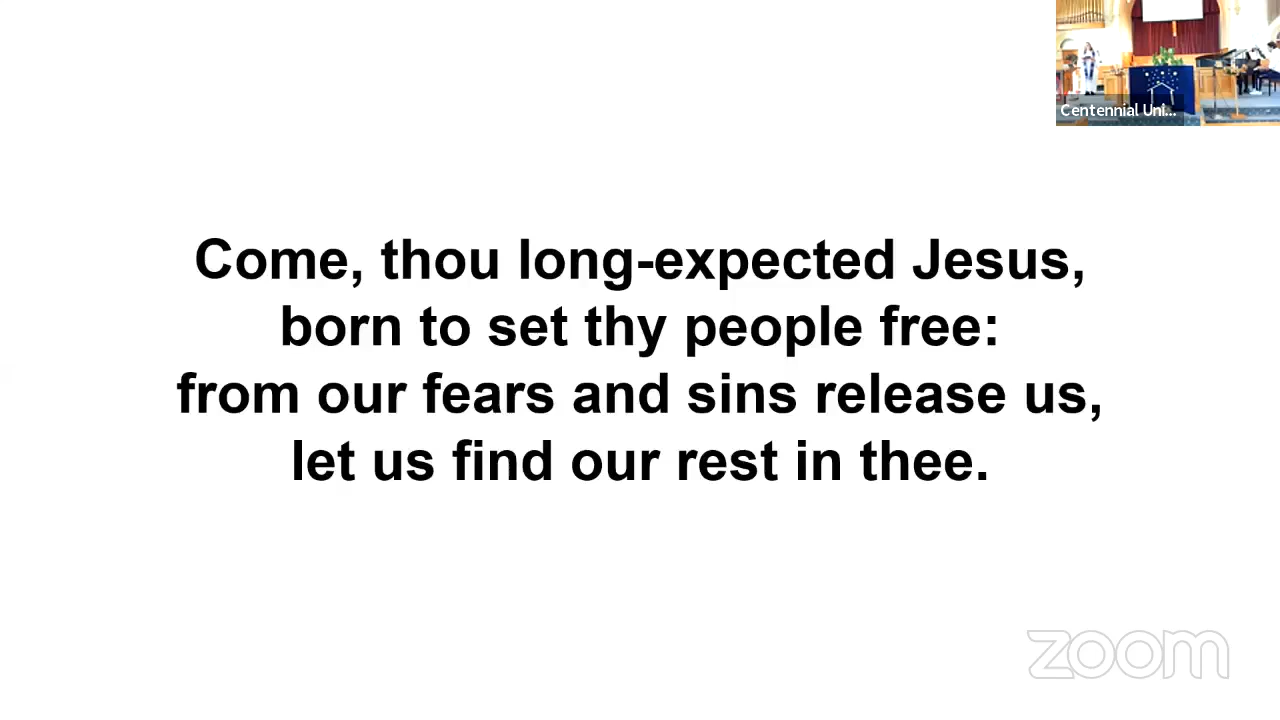 Centennial Uni...
Come, thou long-expected Jesus,
born to set thy people free:
from our fears and sins release us,
let us find our rest in thee.
zoom